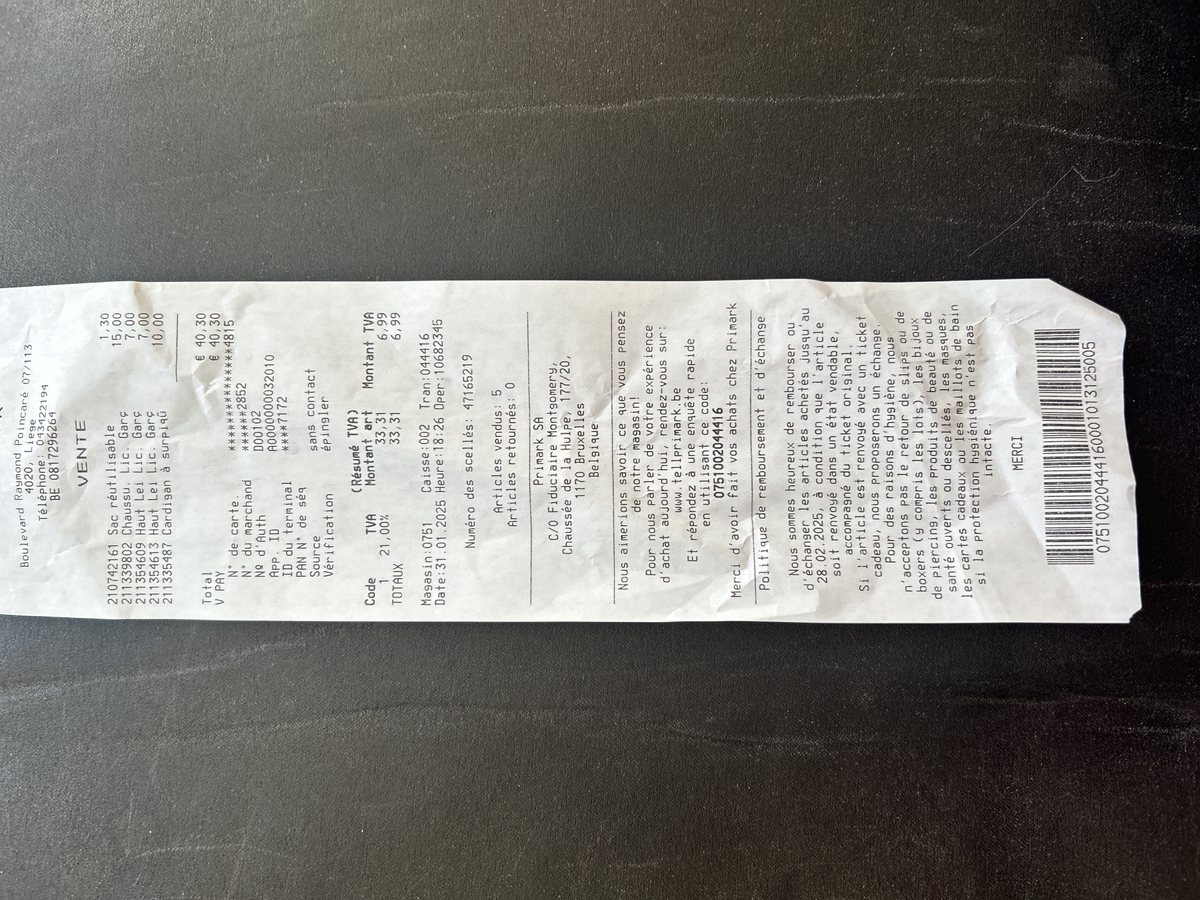 Boulevard Raymond Poincaré 07/113
4020, Liese
Téléphone: 043422194
BE 0817296261
VENTE
210742161 Sac réutilisable 1,30
211339802 Chaussu. Lic. Garç 15,00
211354609 Haut Lei Lic. Garç 7,00
211354613 Haut Lei Lic. Garç 7,00
211335487 Cardigan à surpiqû 10,00
Total € 40,30
V PAY € 40,30
N° de carte. ****************4815
N° du marchand ******2852
Nº d'Auth D00102
App. ID A0000000032010
ID du terminal ****7172
PAN N° de séq
Source sans contact
Vérification épinglier
(Résumé TVA)
Code TVA Montant art Montant TVA
1 21,00% 33,31 6,99
TOTAUX 33,31 6,99
Magasin:0751 Caisse:002 Tran:044416
Date:31.01.2025 Heure:18:26 Oper:10682345
Numéro des scellés: 47165219
Articles vendus: 5
Articles retournés: 0
Primark SA
C/O Fiduciaire Montgomery,
Chaussée de la Hulpe, 177/20,
1170 Bruxelles
Belgique
Nous aimerions savoir ce que vous pensez
de notre magasin!
Pour nous parler de votre expérience
d'achat aujourd'hui, rendez-vous sur:
www.tellprimark.be
Et répondez à une enquête rapide
en utilisant ce code:
075100204​4416
Merci d'avoir fait vos achats chez Primark
Politique de remboursement et d'échange
Nous sommes heureux de rembourser ou
d'échanger les articles achetés jusqu'au
28.02.2025, à condition que l'article
soit renvoyé dans un état vendable,
accompagné du ticket original.
Si l'article est renvoyé avec un ticket
cadeau, nous proposerons un échange.
Pour des raisons d'hygiène, nous
n'acceptons pas le retour de slips ou de
boxers (y compris les lots), les bijoux
de piercing, les produits de beauté ou de
santé ouverts ou descellés, les masques,
les cartes cadeaux ou les maillots de bain
si la protection hygiénique n'est pas
intacte.
MERCI
07510020444160001013125005